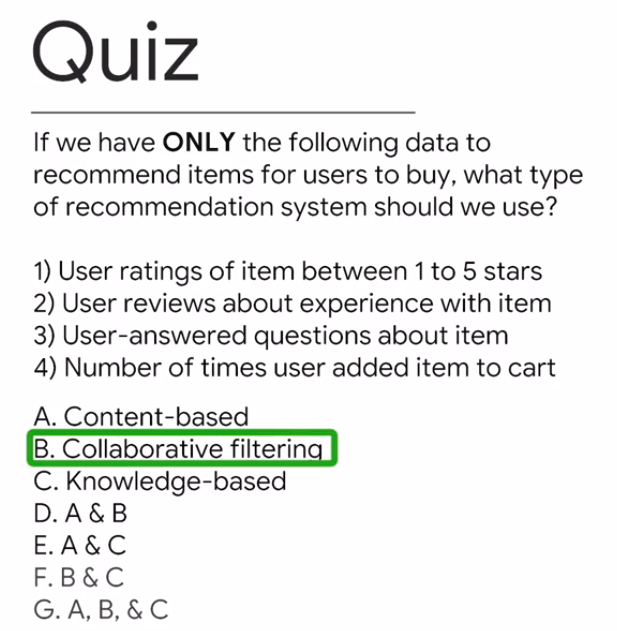 Quiz
If we have ONLY the following data to
recommend items for users to buy, what type
of recommendation system should we use?
1) User ratings of item between 1 to 5 stars
2) User reviews about experience with item
3) User-answered questions about item
4) Number of times user added item to cart
A. Content-based
B. Collaborative filtering
C. Knowledge-based
D. A & B
E. A & C
F. B & C
G. A, B, & C